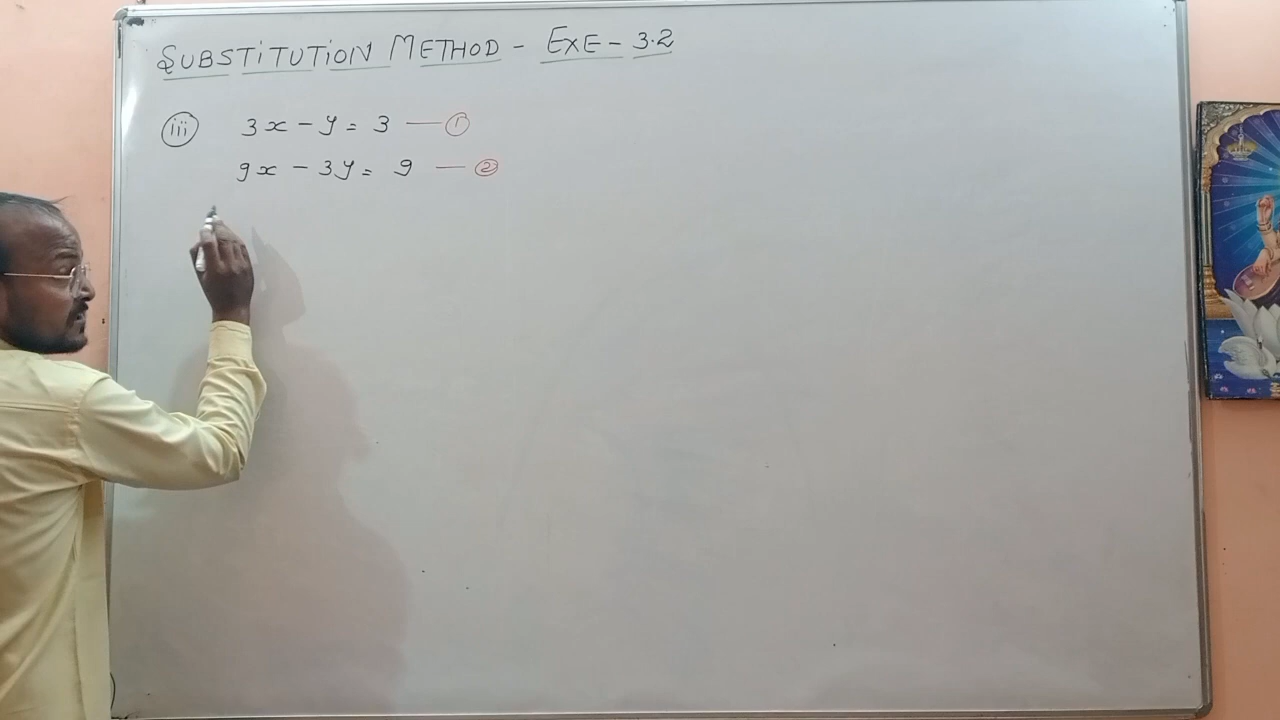 SUBSTITUTION METHOD - EXE - 3.2
iii 3x - y = 3 — 1
9x - 3y = 9 — 2